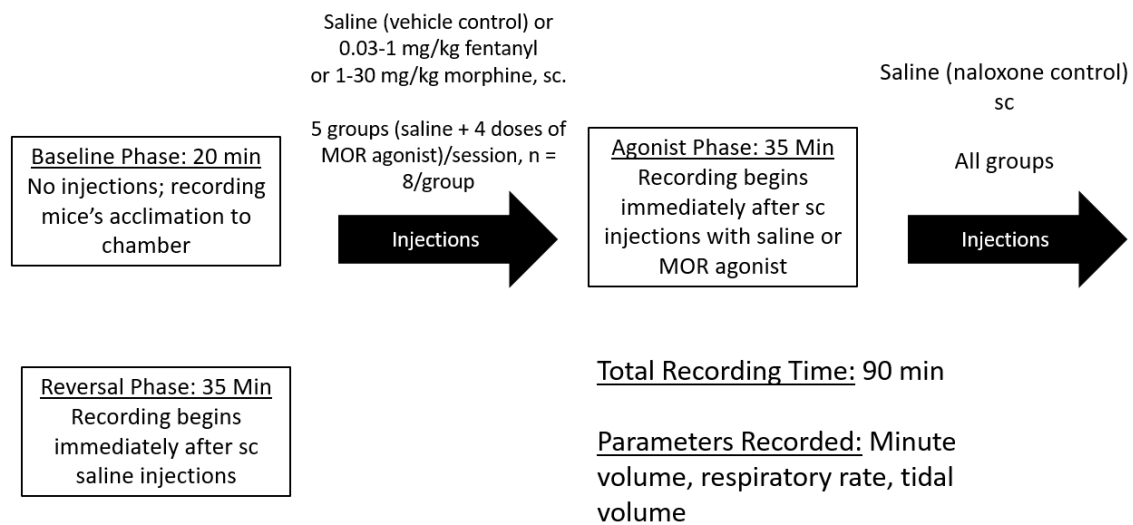 Saline (vehicle control) or
0.03-1 mg/kg fentanyl
or 1-30 mg/kg morphine, sc.
5 groups (saline + 4 doses of
MOR agonist)/session, n =
8/group
Saline (naloxone control)
sc
All groups
Baseline Phase: 20 min
No injections; recording
mice's acclimation to
chamber
Injections
Agonist Phase: 35 Min
Recording begins
immediately after sc
injections with saline or
MOR agonist
Injections
Reversal Phase: 35 Min
Recording begins
immediately after sc
saline injections
Total Recording Time: 90 min
Parameters Recorded: Minute
volume, respiratory rate, tidal
volume